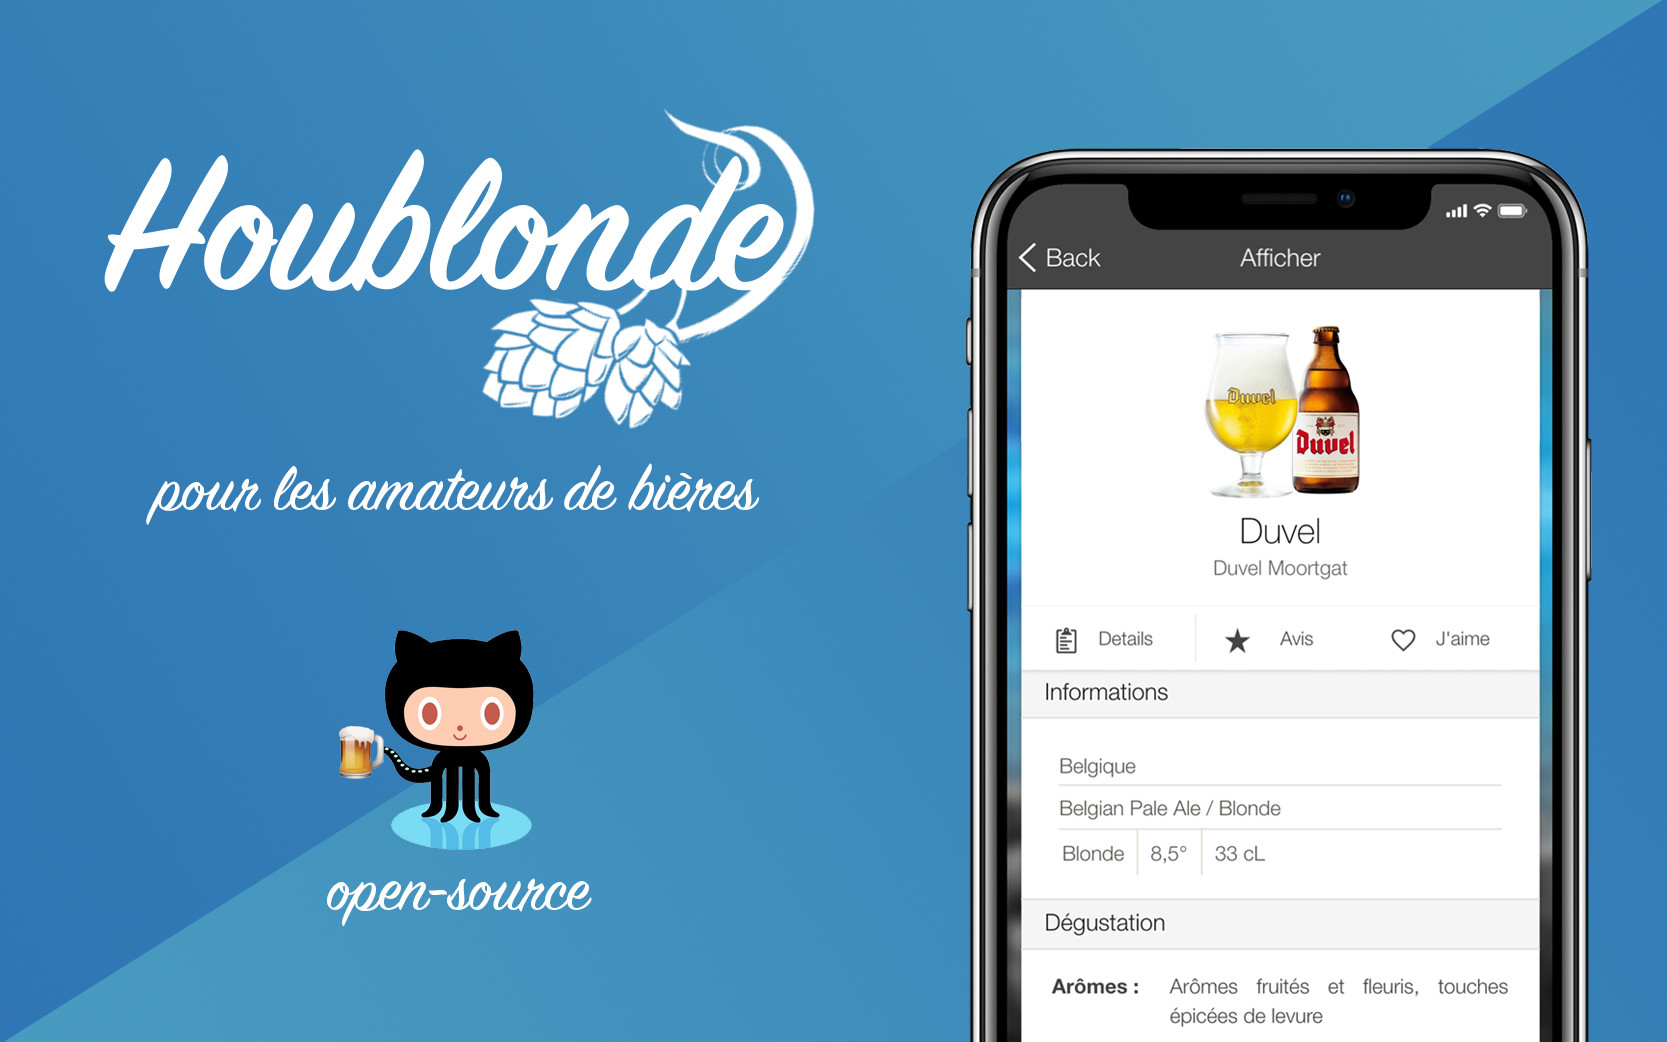 Houblonde
pour les amateurs de bières
open-source
Back
Afficher
Duvel
Duvel
Duvel
Duvel Moortgat
Details
Avis
J'aime
Informations
Belgique
Belgian Pale Ale / Blonde
Blonde 8,5° 33 cL
Dégustation
Arômes : Arômes fruités et fleuris, touches
épicées de levure